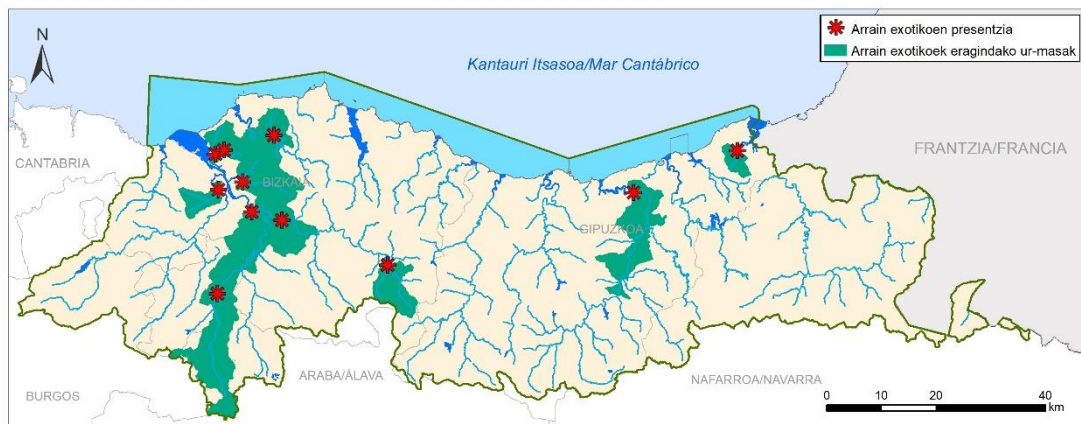 N
Kantauri Itsasoa/Mar Cantábrico
Arrain exotikoen presentzia
Arrain exotikoek eragindako ur-masak
CANTABRIA
BIZKAIA
GIPUZKOA
FRANTZIA/FRANCIA
BURGOS
ARABA/ÁLAVA
NAFARROA/NAVARRA
0 10 20 30 40
km